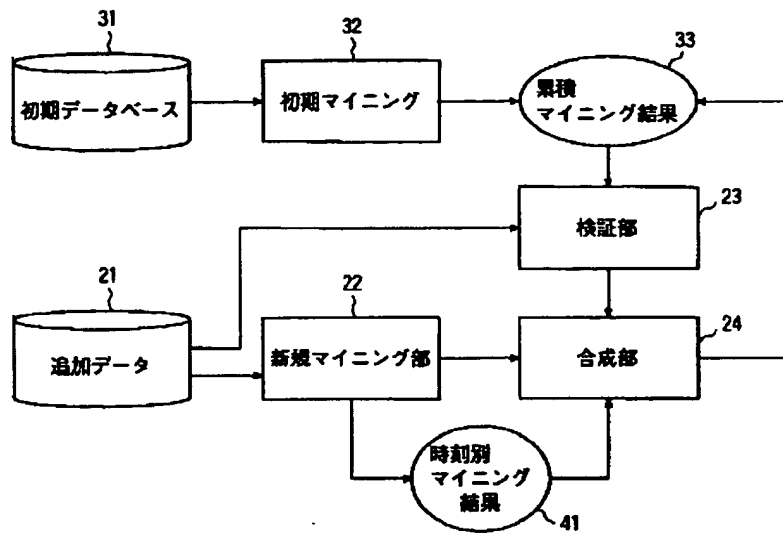 31
初期データベース
32
初期マイニング
33
累積
マイニング結果
23
検証部
21
追加データ
22
新規マイニング部
24
合成部
時刻別
マイニング
結果
41